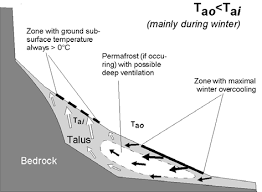 Tao<Tai
(mainly during winter)
Zone with ground sub-
surface temperature
always > 0°C
Permafrost (if occu-
ring) with possible
deep ventilation
Zone with maximal
winter overcooling
Tai
Tao
Talus
Bedrock